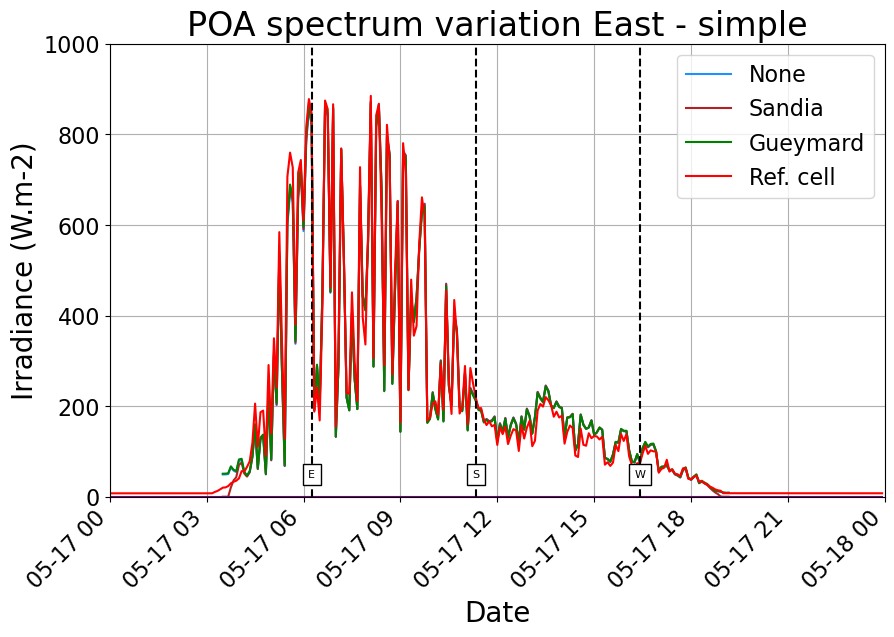 POA spectrum variation East - simple
Irradiance (W.m-2)
1000
800
600
400
200
0
None
Sandia
Gueymard
Ref. cell
E
S
W
05-17 00
05-17 03
05-17 06
05-17 09
05-17 12
05-17 15
05-17 18
05-17 21
05-18 00
Date